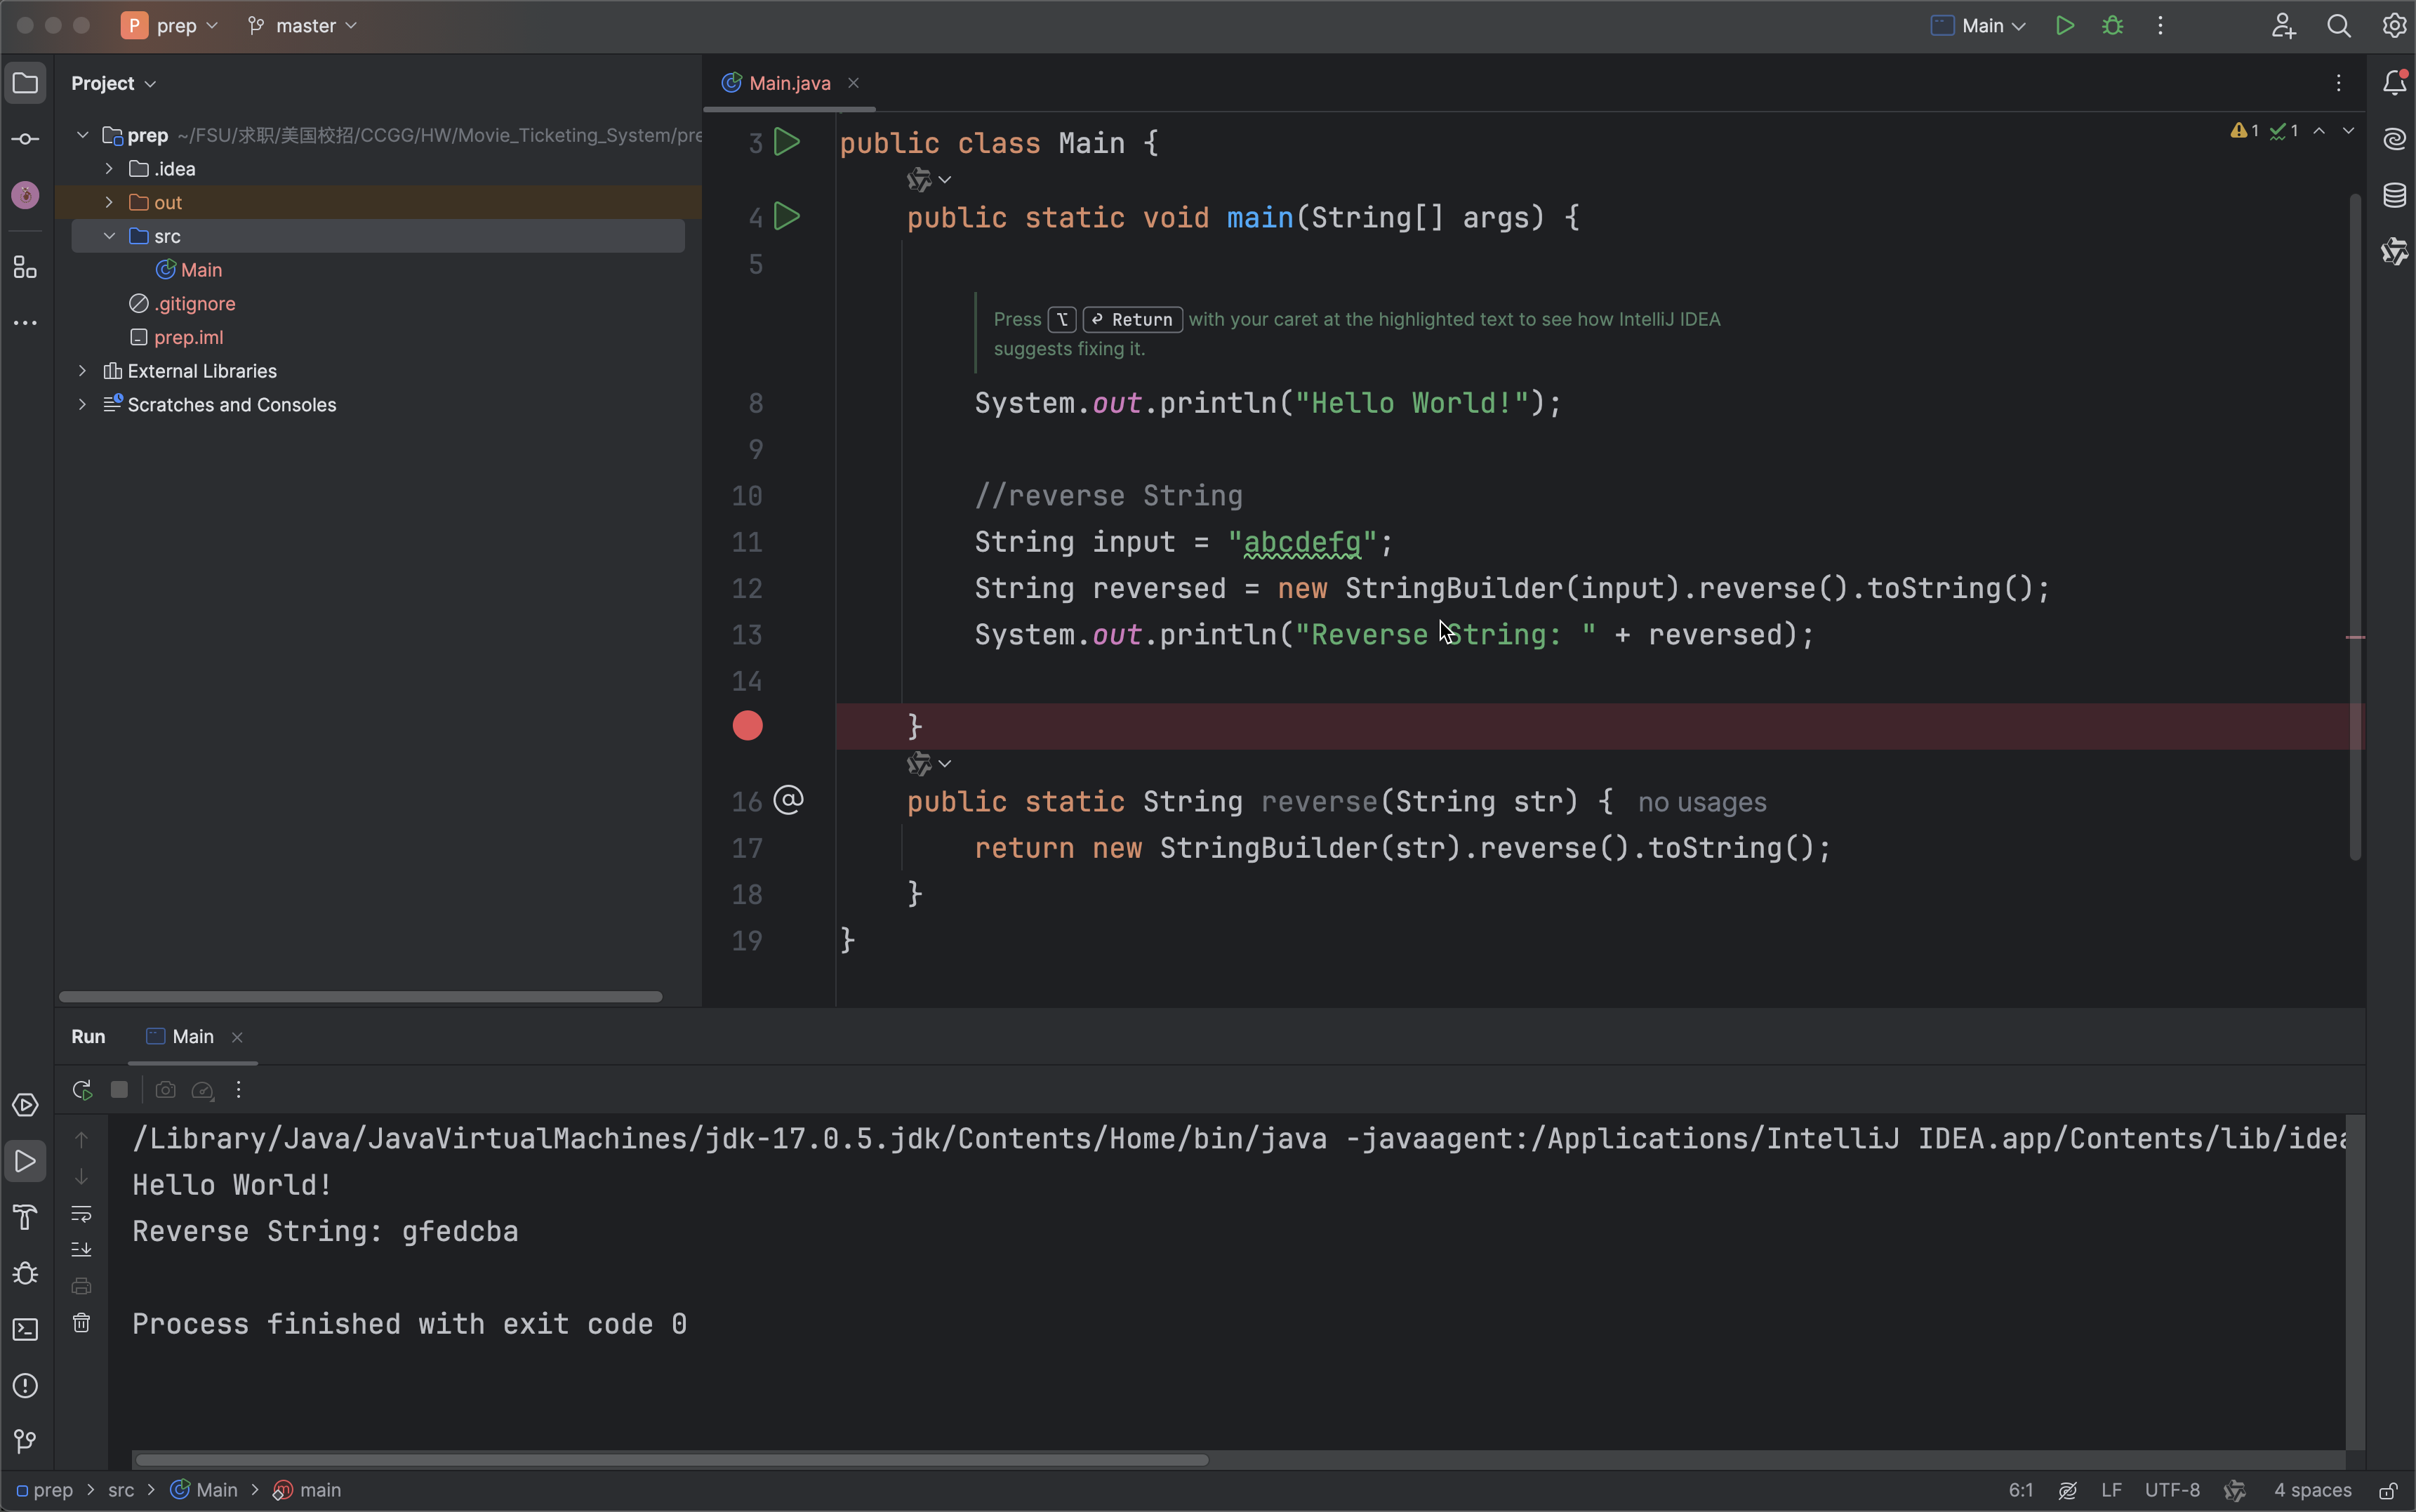 P prep master Main
Project
Main.java
prep ~/FSU/求职/美国校招/CCGG/HW/Movie_Ticketing_System/pre
.idea
out
src
Main
.gitignore
prep.iml
External Libraries
Scratches and Consoles
1 1
3 public class Main {
4 public static void main(String[] args) {
5
Press ⌥ ⏎ Return with your caret at the highlighted text to see how IntelliJ IDEA
suggests fixing it.
8 System.out.println("Hello World!");
9
10 //reverse String
11 String input = "abcdefg";
12 String reversed = new StringBuilder(input).reverse().toString();
13 System.out.println("Reverse String: " + reversed);
14
}
16 @ public static String reverse(String str) { no usages
17 return new StringBuilder(str).reverse().toString();
18 }
19 }
Run Main
/Library/Java/JavaVirtualMachines/jdk-17.0.5.jdk/Contents/Home/bin/java -javaagent:/Applications/IntelliJ IDEA.app/Contents/lib/idea
Hello World!
Reverse String: gfedcba
Process finished with exit code 0
prep > src > Main > main
6:1 LF UTF-8 4 spaces